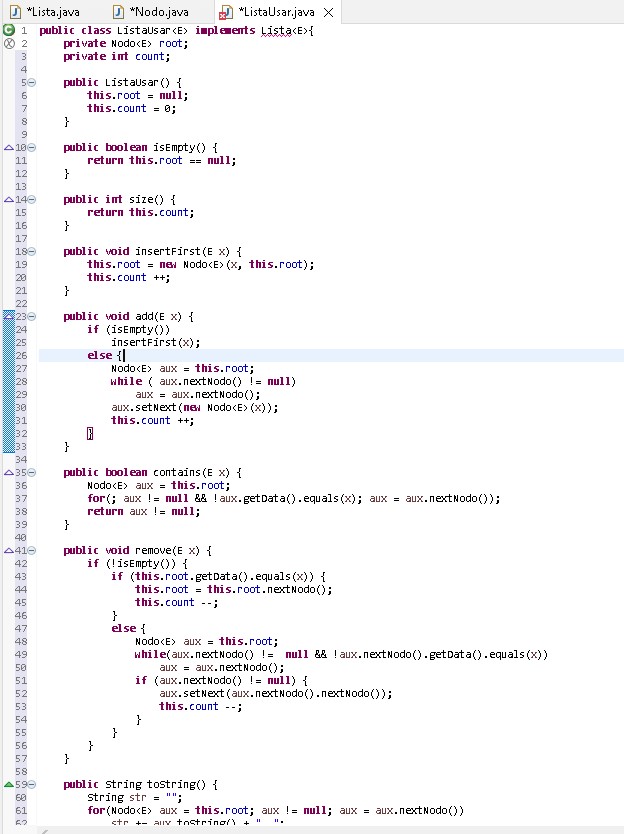 *Lista.java *Nodo.java *ListaUsar.java
1 public class ListaUsar<E> implements Lista<E>{
2 private Nodo<E> root;
3 private int count;
4
5 public ListaUsar() {
6 this.root = null;
7 this.count = 0;
8 }
9
10 public boolean isEmpty() {
11 return this.root == null;
12 }
13
14 public int size() {
15 return this.count;
16 }
17
18 public void insertFirst(E x) {
19 this.root = new Nodo<E>(x, this.root);
20 this.count ++;
21 }
22
23 public void add(E x) {
24 if (isEmpty())
25 insertFirst(x);
26 else {
27 Nodo<E> aux = this.root;
28 while ( aux.nextNodo() != null)
29 aux = aux.nextNodo();
30 aux.setNext(new Nodo<E>(x));
31 this.count ++;
32 }
33 }
34
35 public boolean contains(E x) {
36 Nodo<E> aux = this.root;
37 for(; aux != null && !aux.getData().equals(x); aux = aux.nextNodo());
38 return aux != null;
39 }
40
41 public void remove(E x) {
42 if (!isEmpty()) {
43 if (this.root.getData().equals(x)) {
44 this.root = this.root.nextNodo();
45 this.count --;
46 }
47 else {
48 Nodo<E> aux = this.root;
49 while(aux.nextNodo() !=  null && !aux.nextNodo().getData().equals(x))
50 aux = aux.nextNodo();
51 if (aux.nextNodo() != null) {
52 aux.setNext(aux.nextNodo().nextNodo());
53 this.count --;
54 }
55 }
56 }
57 }
58
59 public String toString() {
60 String str = "";
61 for(Nodo<E> aux = this.root; aux != null; aux = aux.nextNodo())
62 str += aux.toString() + "